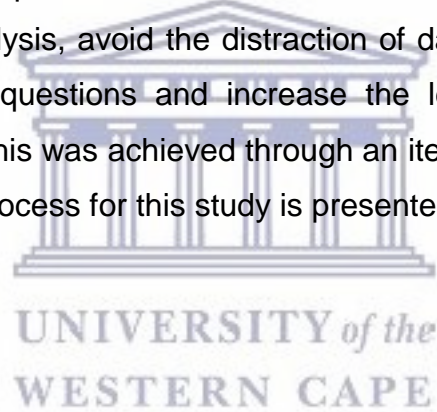 lysis, avoid the distraction of da
questions and increase the l
his was achieved through an ite
ocess for this study is presente
UNIVERSITY of the
WESTERN CAPE